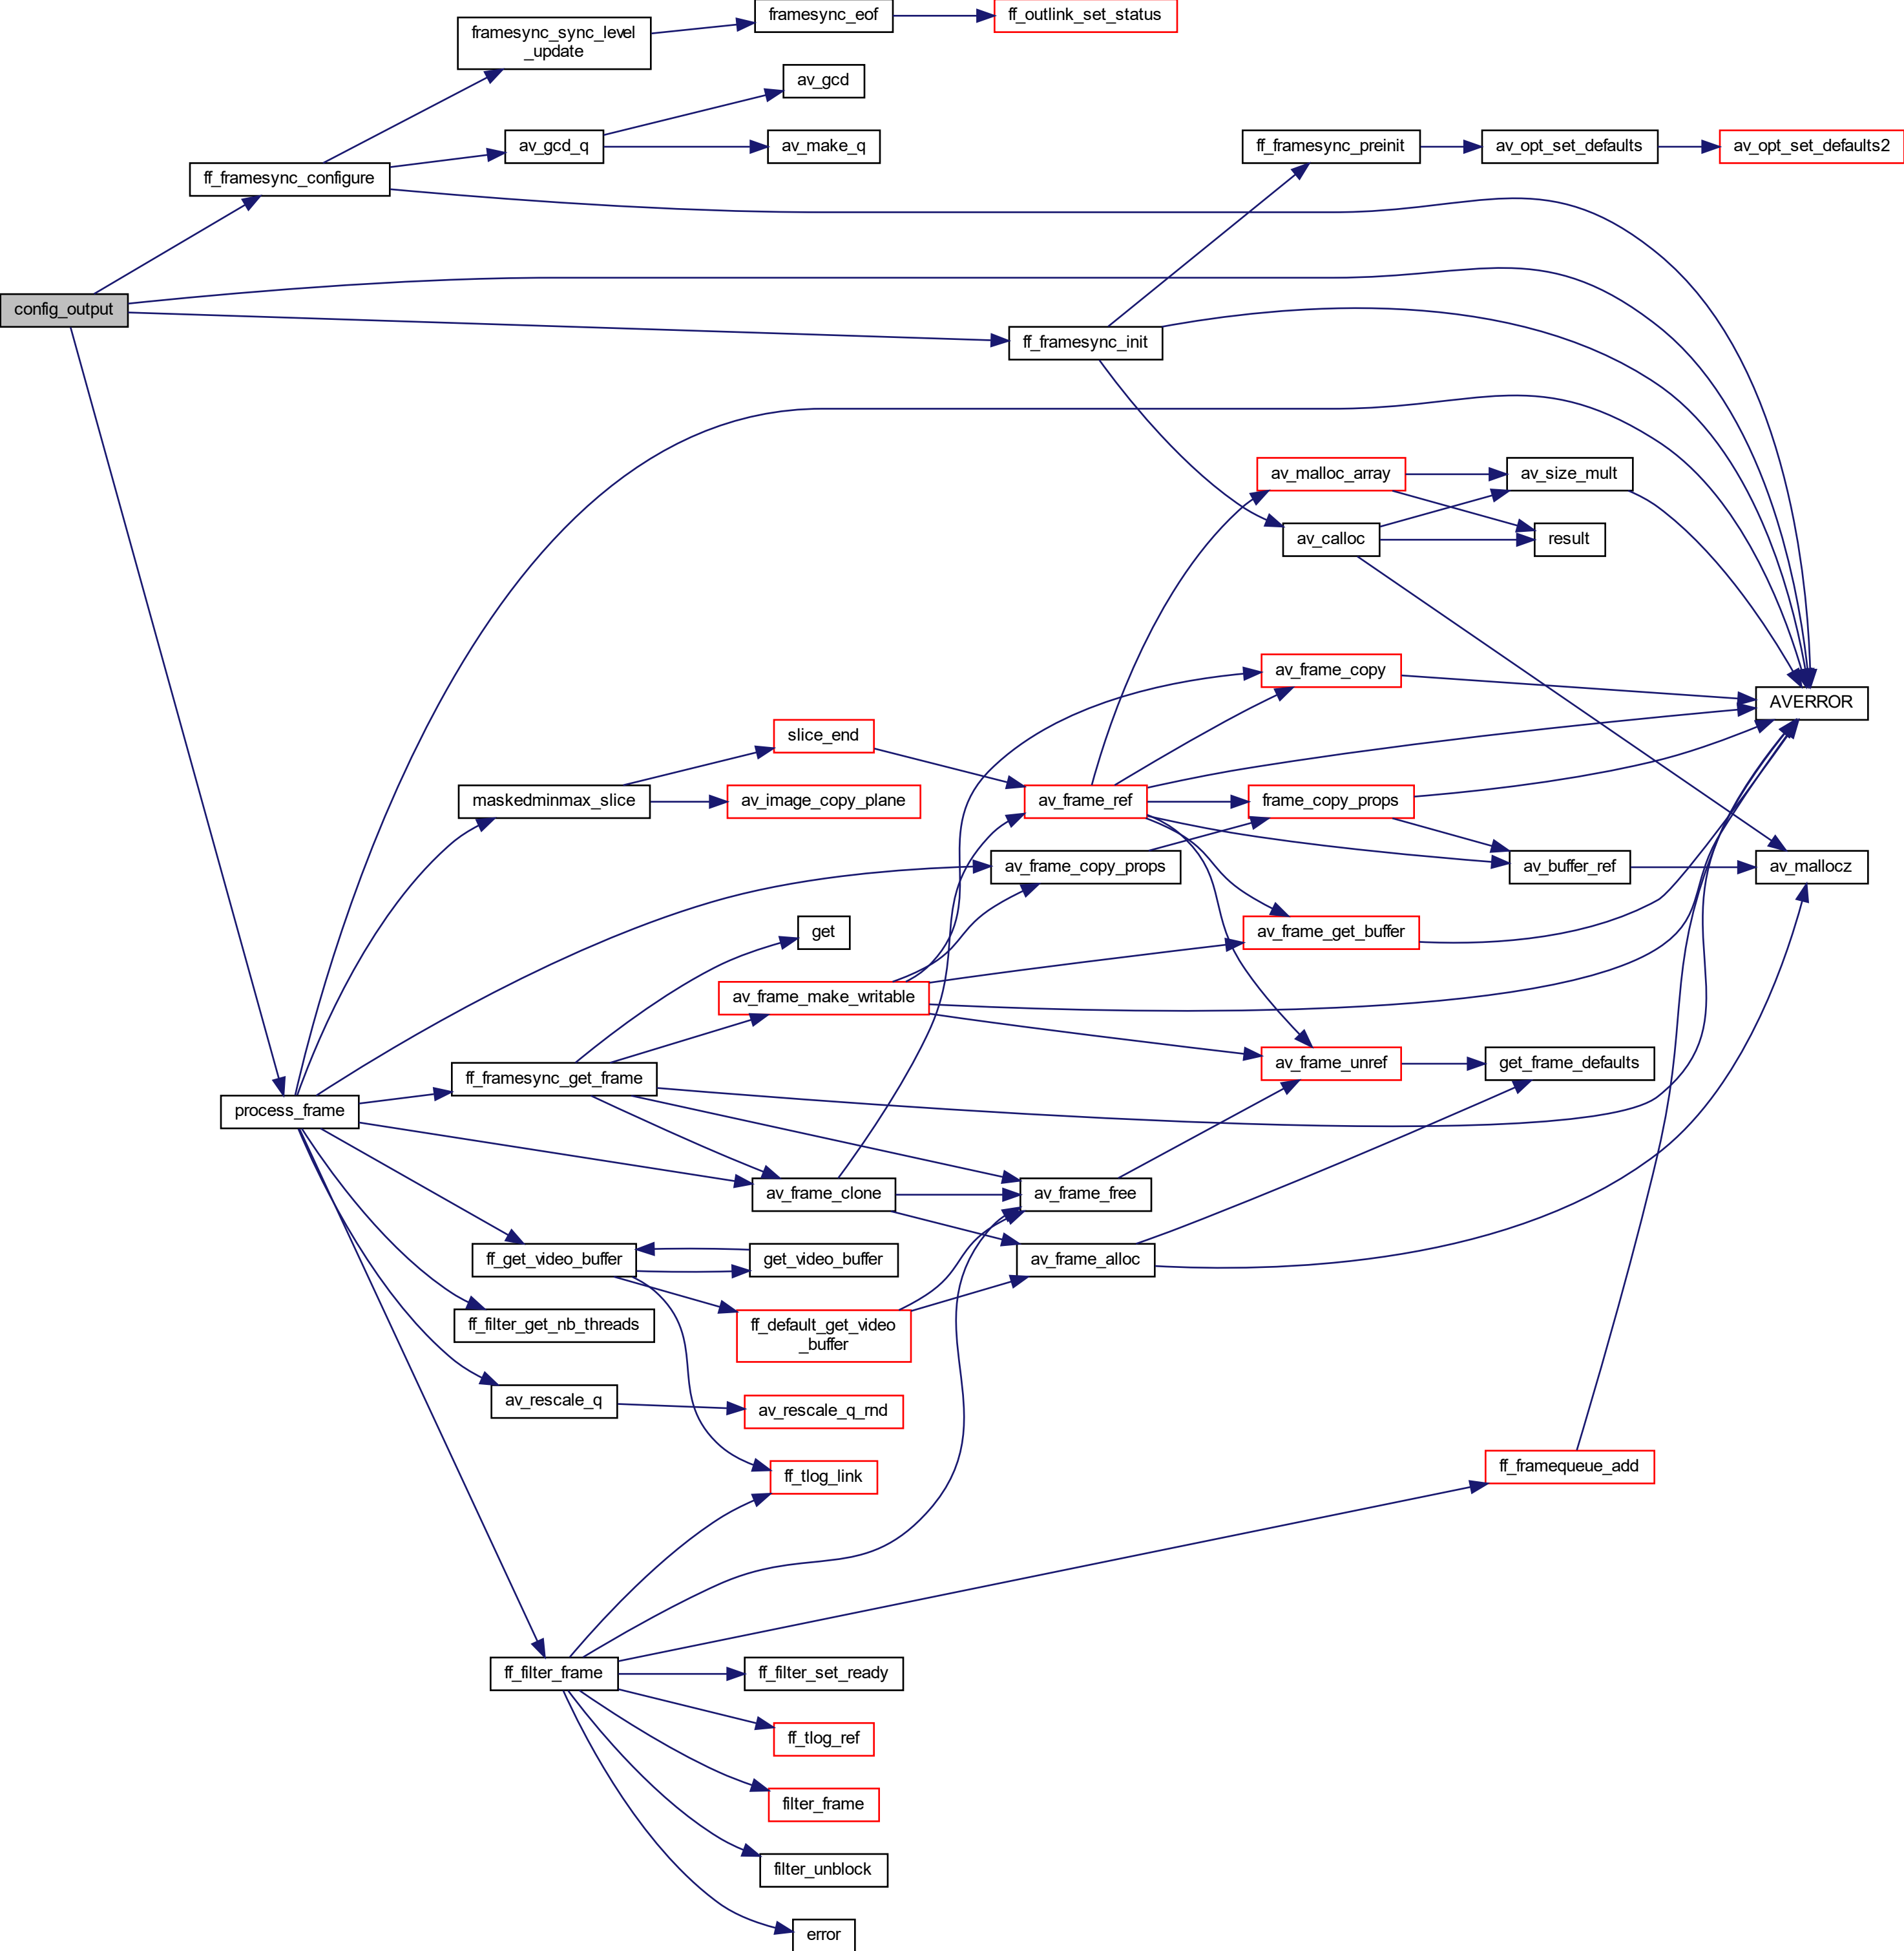 framesync_eof
ff_outlink_set_status
framesync_sync_level
_update
av_gcd
av_gcd_q
av_make_q
ff_framesync_preinit
av_opt_set_defaults
av_opt_set_defaults2
ff_framesync_configure
config_output
ff_framesync_init
av_malloc_array
av_size_mult
av_calloc
result
av_frame_copy
AVERROR
slice_end
maskedminmax_slice
av_image_copy_plane
av_frame_ref
frame_copy_props
av_frame_copy_props
av_buffer_ref
av_mallocz
get
av_frame_get_buffer
av_frame_make_writable
ff_framesync_get_frame
av_frame_unref
get_frame_defaults
process_frame
av_frame_clone
av_frame_free
ff_get_video_buffer
get_video_buffer
av_frame_alloc
ff_filter_get_nb_threads
ff_default_get_video
_buffer
av_rescale_q
av_rescale_q_rnd
ff_tlog_link
ff_framequeue_add
ff_filter_frame
ff_filter_set_ready
ff_tlog_ref
filter_frame
filter_unblock
error